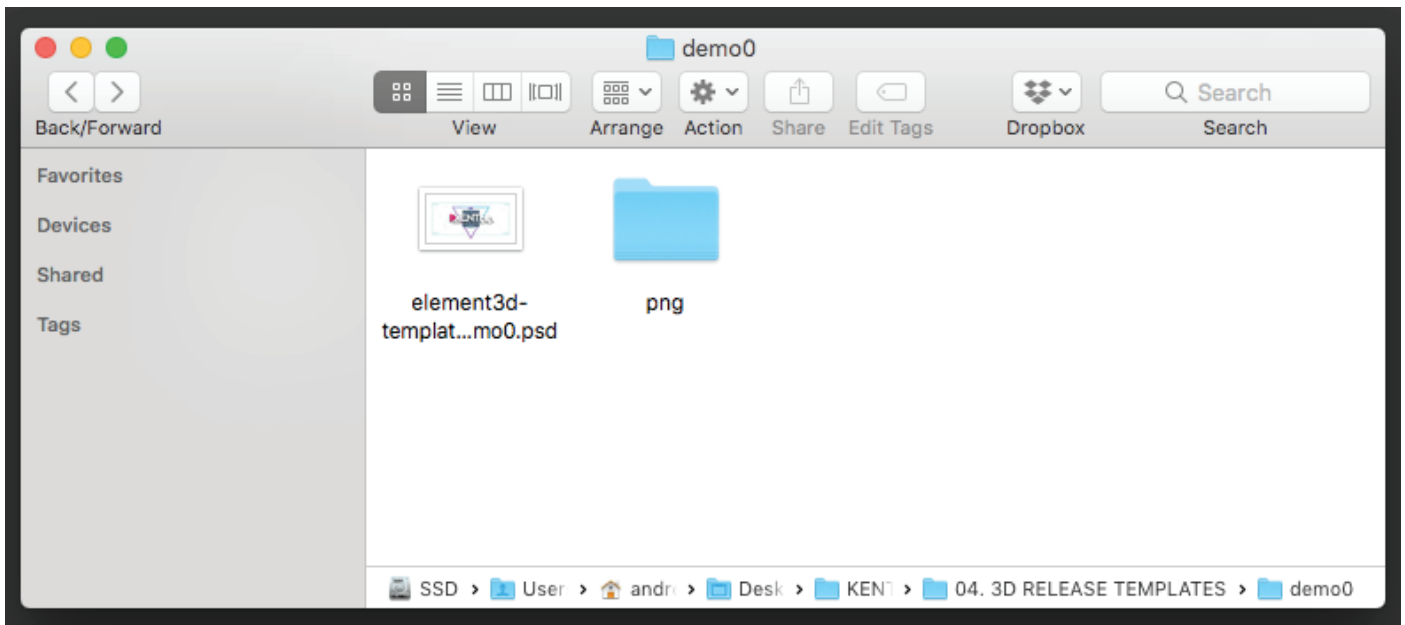 demo0
Search
Back/Forward View Arrange Action Share Edit Tags Dropbox Search
Favorites
Devices
Shared
Tags
element3d-
templat...mo0.psd
png
SSD User andr Desk KENT 04. 3D RELEASE TEMPLATES demo0